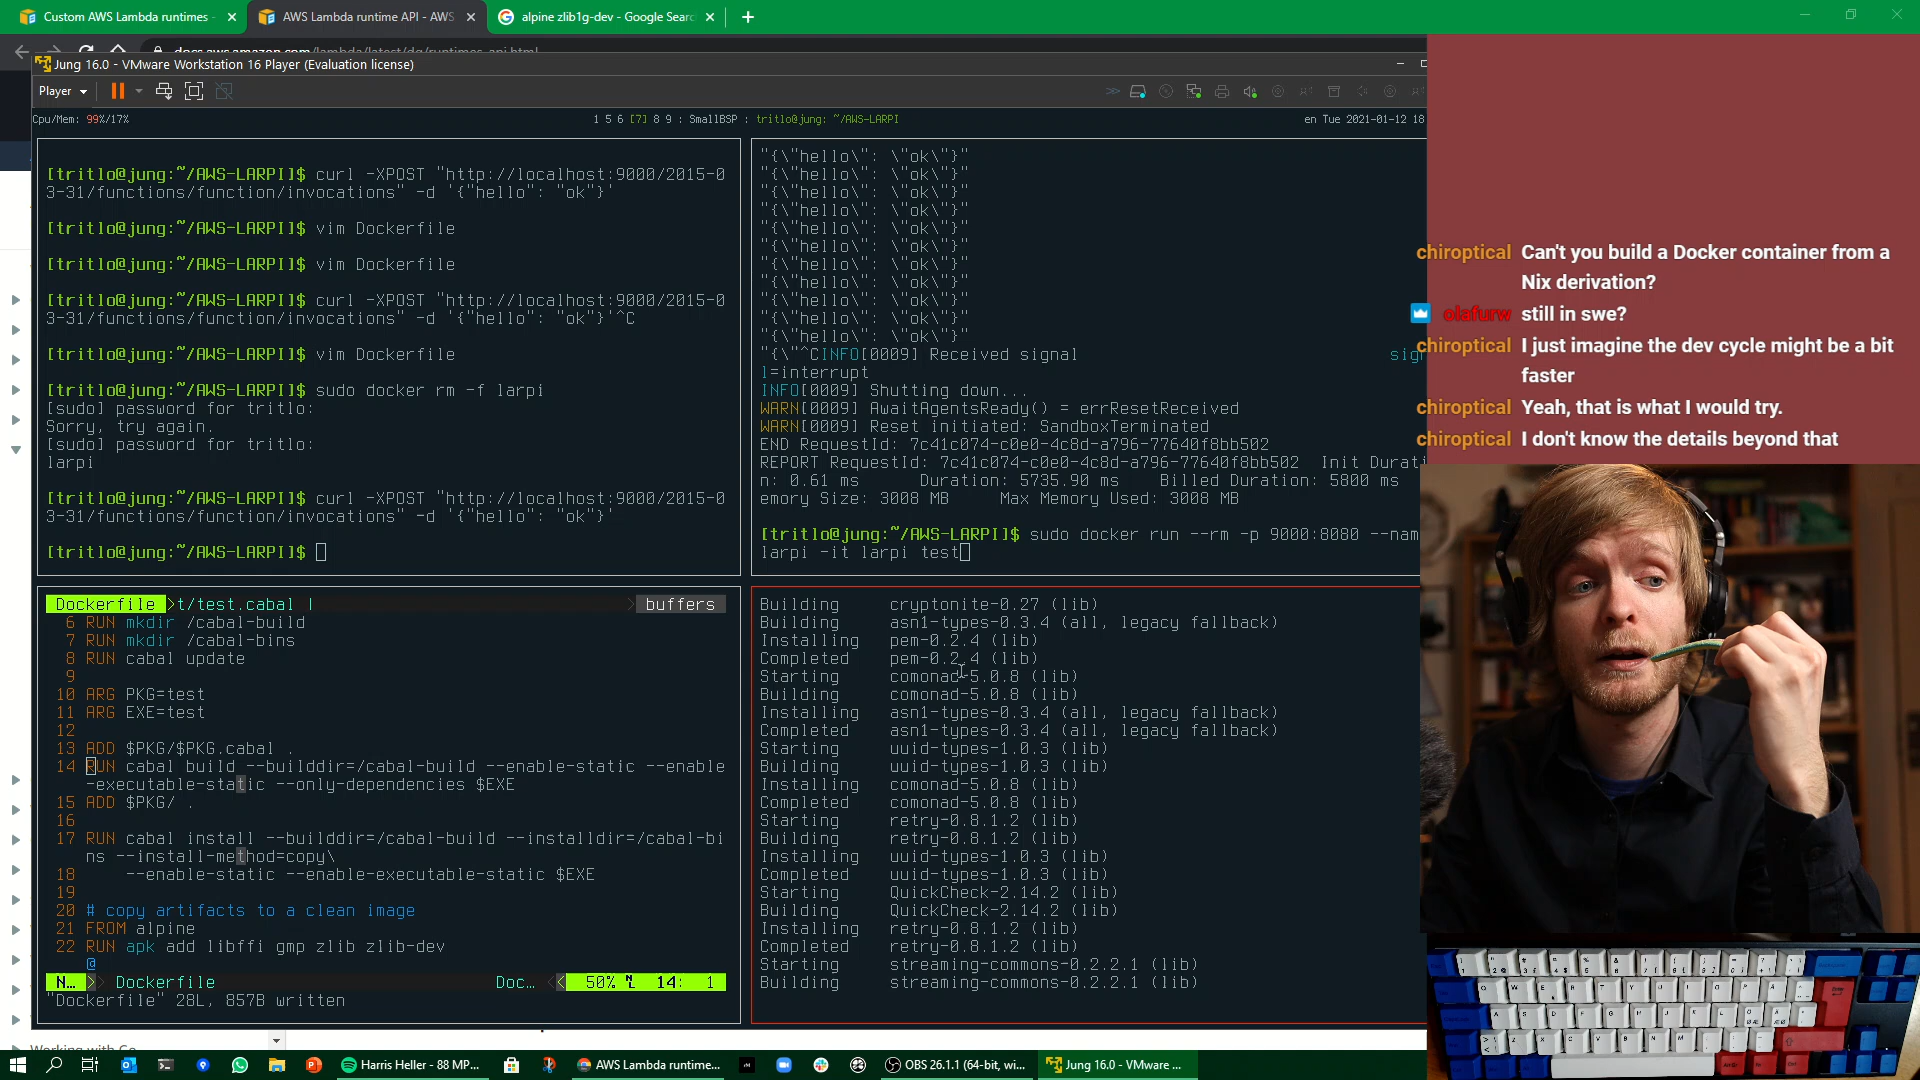 Custom AWS Lambda runtimes -
AWS Lambda runtime API - AWS
alpine zlib1g-dev - Google Searc
docs.aws.amazon.com/lambda/latest/dg/runtimes-api.html
Jung 16.0 - VMware Workstation 16 Player (Evaluation license)
Player
Cpu/Mem: 99%/17%
1 5 6 [7] 8 9 : SmallBSP : tritlo@jung: ~/AWS-LARPI
en Tue 2021-01-12 18
[tritlo@jung:~/AWS-LARPI]$ curl -XPOST "http://localhost:9000/2015-0
3-31/functions/function/invocations" -d '{"hello": "ok"}'
[tritlo@jung:~/AWS-LARPI]$ vim Dockerfile
[tritlo@jung:~/AWS-LARPI]$ vim Dockerfile
[tritlo@jung:~/AWS-LARPI]$ curl -XPOST "http://localhost:9000/2015-0
3-31/functions/function/invocations" -d '{"hello": "ok"}'^C
[tritlo@jung:~/AWS-LARPI]$ vim Dockerfile
[tritlo@jung:~/AWS-LARPI]$ sudo docker rm -f larpi
[sudo] password for tritlo:
Sorry, try again.
[sudo] password for tritlo:
larpi
[tritlo@jung:~/AWS-LARPI]$ curl -XPOST "http://localhost:9000/2015-0
3-31/functions/function/invocations" -d '{"hello": "ok"}'
[tritlo@jung:~/AWS-LARPI]$
"{\"hello\": \"ok\"}"
"{\"hello\": \"ok\"}"
"{\"hello\": \"ok\"}"
"{\"hello\": \"ok\"}"
"{\"hello\": \"ok\"}"
"{\"hello\": \"ok\"}"
"{\"hello\": \"ok\"}"
"{\"hello\": \"ok\"}"
"{\"hello\": \"ok\"}"
"{\"hello\": \"ok\"}"
"{\"hello\": \"ok\"}"
"{\"^CINFO[0009] Received signal sign
l=interrupt
INFO[0009] Shutting down...
WARN[0009] AwaitAgentsReady() = errResetReceived
WARN[0009] Reset initiated: SandboxTerminated
END RequestId: 7c41c074-c0e0-4c8d-a796-77640f8bb502
REPORT RequestId: 7c41c074-c0e0-4c8d-a796-77640f8bb502 Init Durati
n: 0.61 ms Duration: 5735.90 ms Billed Duration: 5800 ms
emory Size: 3008 MB Max Memory Used: 3008 MB
[tritlo@jung:~/AWS-LARPI]$ sudo docker run --rm -p 9000:8080 --nam
larpi -it larpi test
Dockerfile >t/test.cabal | buffers
6 RUN mkdir /cabal-build
7 RUN mkdir /cabal-bins
8 RUN cabal update
9
10 ARG PKG=test
11 ARG EXE=test
12
13 ADD $PKG/$PKG.cabal .
14 RUN cabal build --builddir=/cabal-build --enable-static --enable
-executable-static --only-dependencies $EXE
15 ADD $PKG/ .
16
17 RUN cabal install --builddir=/cabal-build --installdir=/cabal-bi
ns --install-method=copy\
18 --enable-static --enable-executable-static $EXE
19
20 # copy artifacts to a clean image
21 FROM alpine
22 RUN apk add libffi gmp zlib zlib-dev
@
N... Dockerfile Doc... 50% 14: 1
"Dockerfile" 28L, 857B written
Building cryptonite-0.27 (lib)
Building asn1-types-0.3.4 (all, legacy fallback)
Installing pem-0.2.4 (lib)
Completed pem-0.2.4 (lib)
Starting comonad-5.0.8 (lib)
Building comonad-5.0.8 (lib)
Installing asn1-types-0.3.4 (all, legacy fallback)
Completed asn1-types-0.3.4 (all, legacy fallback)
Starting uuid-types-1.0.3 (lib)
Building uuid-types-1.0.3 (lib)
Installing comonad-5.0.8 (lib)
Completed comonad-5.0.8 (lib)
Starting retry-0.8.1.2 (lib)
Building retry-0.8.1.2 (lib)
Installing uuid-types-1.0.3 (lib)
Completed uuid-types-1.0.3 (lib)
Starting QuickCheck-2.14.2 (lib)
Building QuickCheck-2.14.2 (lib)
Installing retry-0.8.1.2 (lib)
Completed retry-0.8.1.2 (lib)
Starting streaming-commons-0.2.2.1 (lib)
Building streaming-commons-0.2.2.1 (lib)
chiroptical Can't you build a Docker container from a
Nix derivation?
olafurw still in swe?
chiroptical I just imagine the dev cycle might be a bit
faster
chiroptical Yeah, that is what I would try.
chiroptical I don't know the details beyond that
Working with Go
Harris Heller - 88 MP...
AWS Lambda runtime...
OBS 26.1.1 (64-bit, wi...
Jung 16.0 - VMware ...